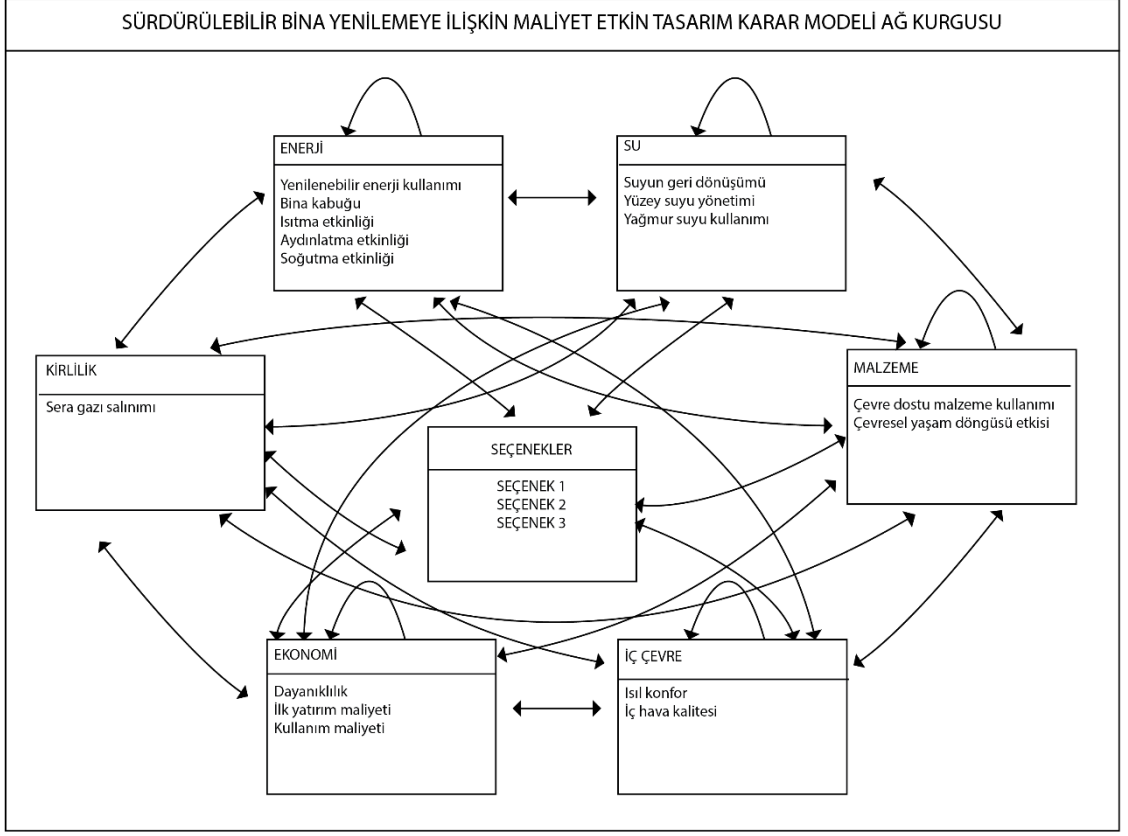 SÜRDÜRÜLEBİLİR BİNA YENİLEMEYE İLİŞKİN MALİYET ETKİN TASARIM KARAR MODELİ AĞ KURGUSU
ENERJİ
Yenilenebilir enerji kullanımı
Bina kabuğu
Isıtma etkinliği
Aydınlatma etkinliği
Soğutma etkinliği
SU
Suyun geri dönüşümü
Yüzey suyu yönetimi
Yağmur suyu kullanımı
KİRLİLİK
Sera gazı salınımı
MALZEME
Çevre dostu malzeme kullanımı
Çevresel yaşam döngüsü etkisi
SEÇENEKLER
SEÇENEK 1
SEÇENEK 2
SEÇENEK 3
EKONOMİ
Dayanıklılık
İlk yatırım maliyeti
Kullanım maliyeti
İÇ ÇEVRE
Isıl konfor
İç hava kalitesi